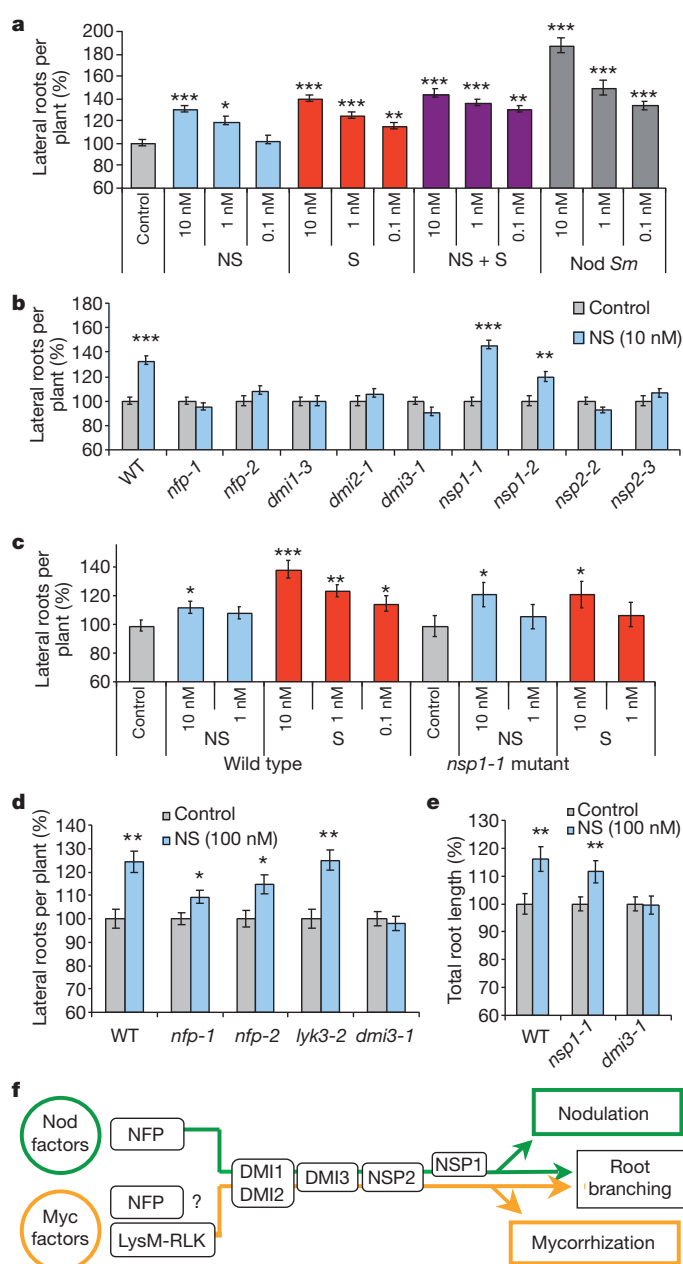 a
Lateral roots per plant (%)
200
180
160
140
120
100
80
60
***
*
***
***
**
***
***
**
***
***
***
Control
10 nM
1 nM
0.1 nM
10 nM
1 nM
0.1 nM
10 nM
1 nM
0.1 nM
10 nM
1 nM
0.1 nM
NS
S
NS + S
Nod Sm
b
Lateral roots per plant (%)
180
160
140
120
100
80
60
Control
NS (10 nM)
***
***
**
WT
nfp-1
nfp-2
dmi1-3
dmi2-1
dmi3-1
nsp1-1
nsp1-2
nsp2-2
nsp2-3
c
Lateral roots per plant (%)
140
120
100
80
60
*
***
**
*
*
*
Control
10 nM
1 nM
10 nM
1 nM
0.1 nM
Control
10 nM
1 nM
10 nM
1 nM
NS
S
NS
S
Wild type
nsp1-1 mutant
d
Lateral roots per plant (%)
140
130
120
110
100
90
80
70
60
Control
NS (100 nM)
**
*
*
**
WT
nfp-1
nfp-2
lyk3-2
dmi3-1
e
Total root length (%)
130
120
110
100
90
80
70
60
Control
NS (100 nM)
**
**
WT
nsp1-1
dmi3-1
f
Nod factors
NFP
Myc factors
NFP
?
LysM-RLK
DMI1
DMI2
DMI3
NSP2
NSP1
Nodulation
Root branching
Mycorrhization